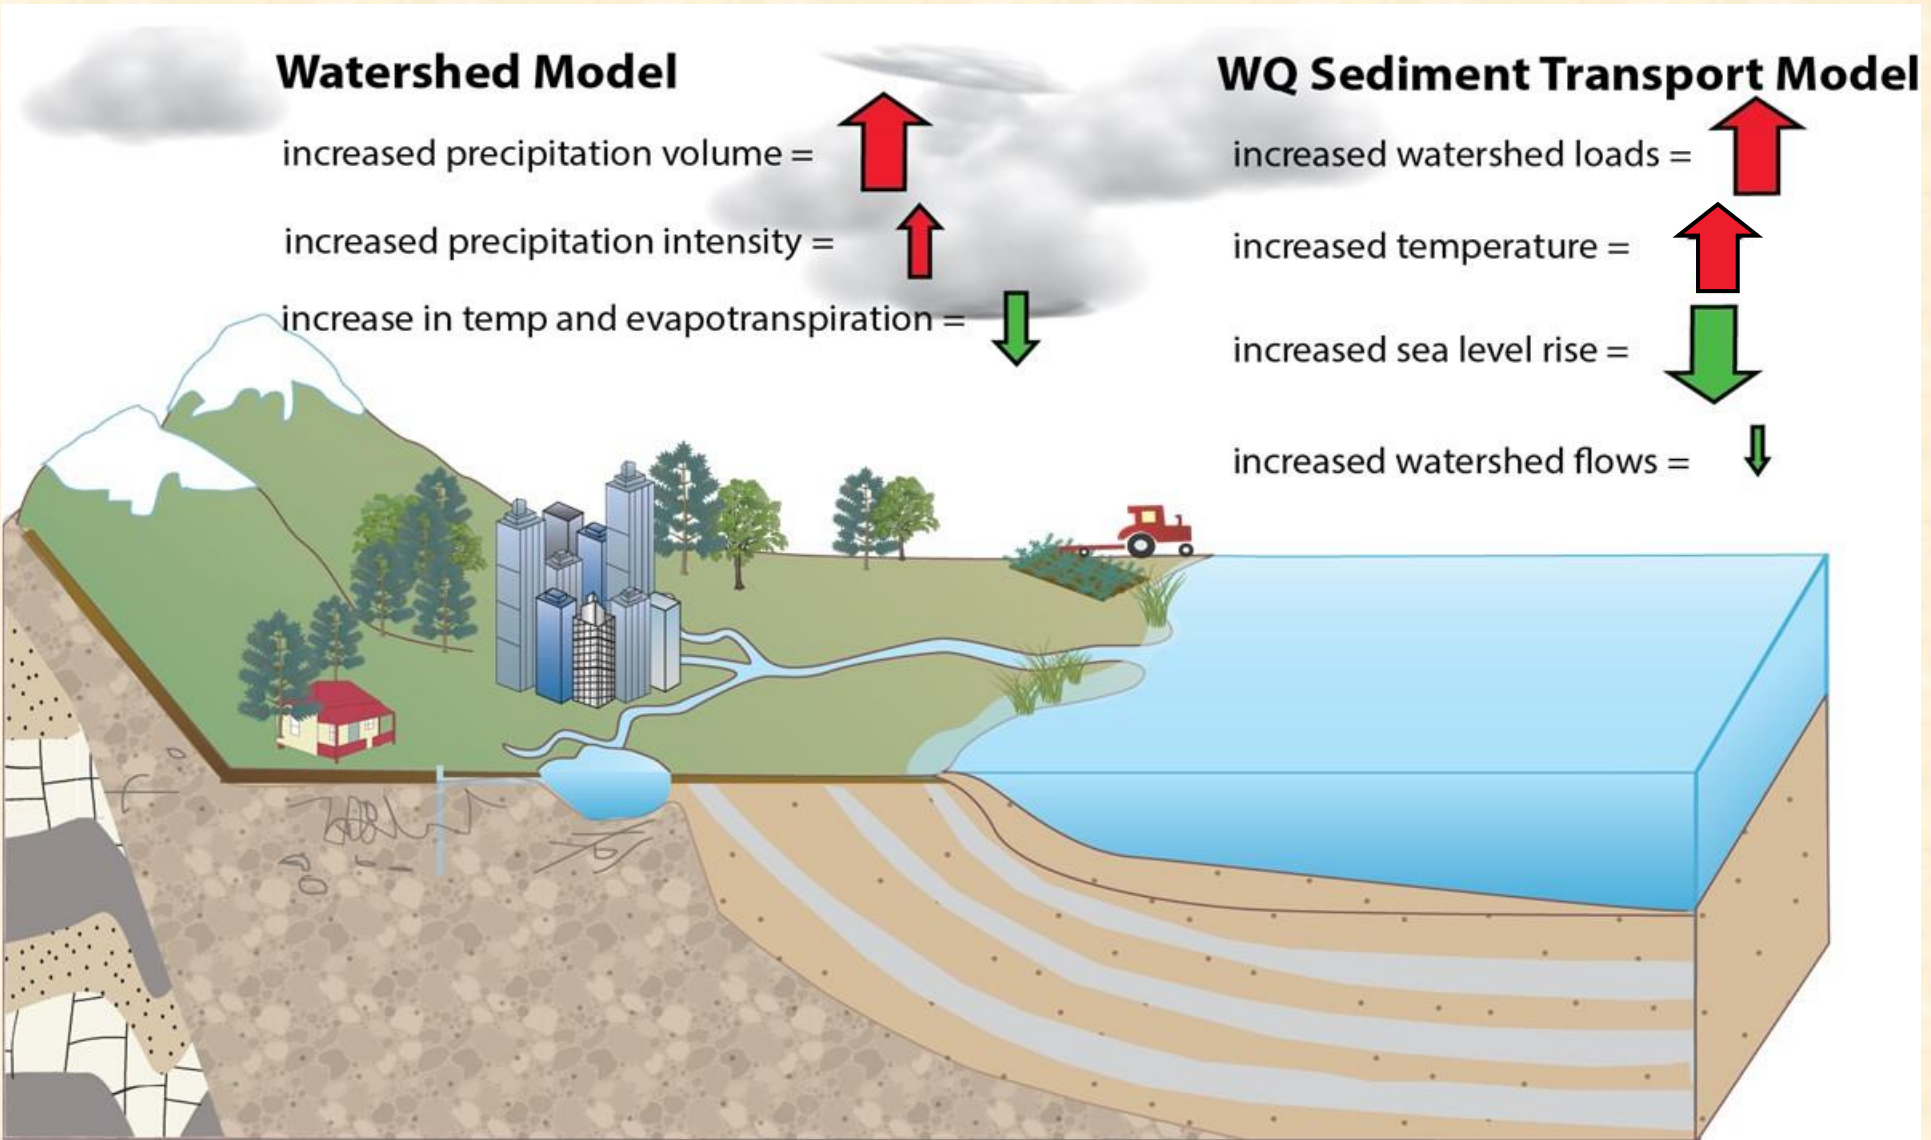 Watershed Model
increased precipitation volume =
increased precipitation intensity =
increase in temp and evapotranspiration =
WQ Sediment Transport Model
increased watershed loads =
increased temperature =
increased sea level rise =
increased watershed flows =